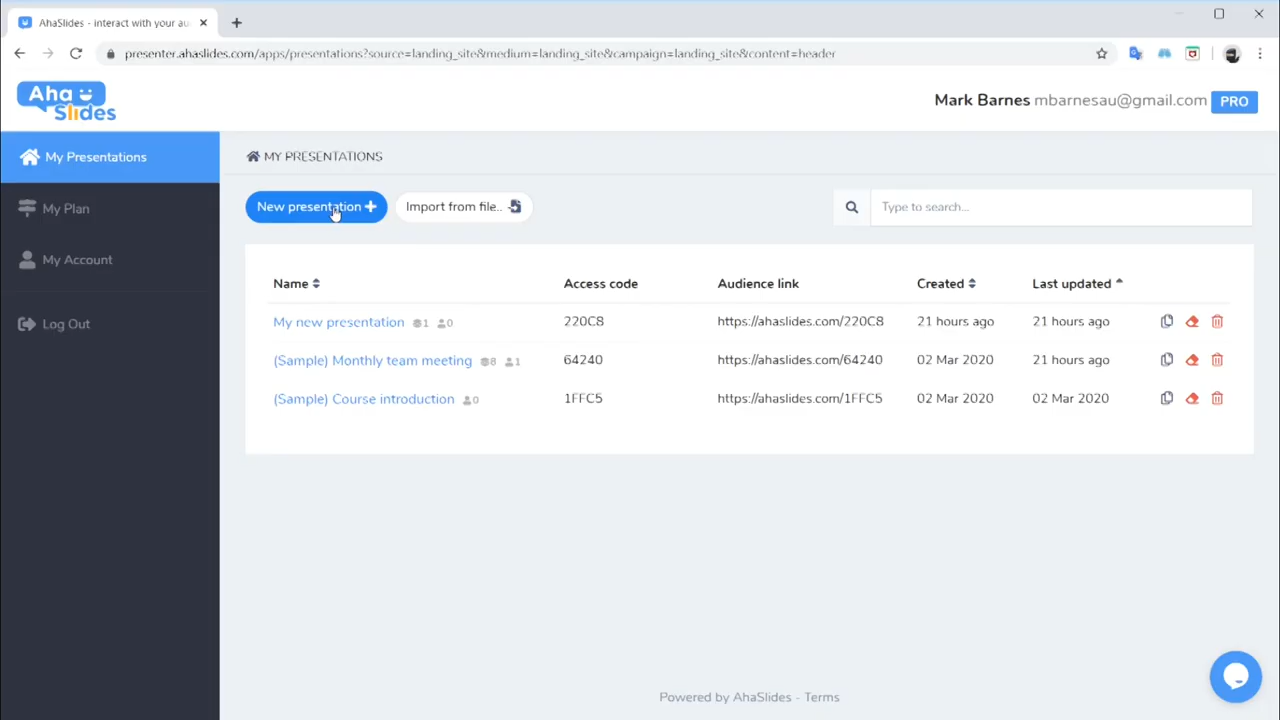 AhaSlides - interact with your au
presenter.ahaslides.com/apps/presentations?source=landing_site&medium=landing_site&campaign=landing_site&content=header
Aha
Slides
Mark Barnes mbarnesau@gmail.com PRO
My Presentations
My Plan
My Account
Log Out
MY PRESENTATIONS
New presentation +
Import from file..
Type to search...
Name Access code Audience link Created Last updated
My new presentation 1 0 220C8 https://ahaslides.com/220C8 21 hours ago 21 hours ago
(Sample) Monthly team meeting 8 1 64240 https://ahaslides.com/64240 02 Mar 2020 21 hours ago
(Sample) Course introduction 0 1FFC5 https://ahaslides.com/1FFC5 02 Mar 2020 02 Mar 2020
Powered by AhaSlides - Terms